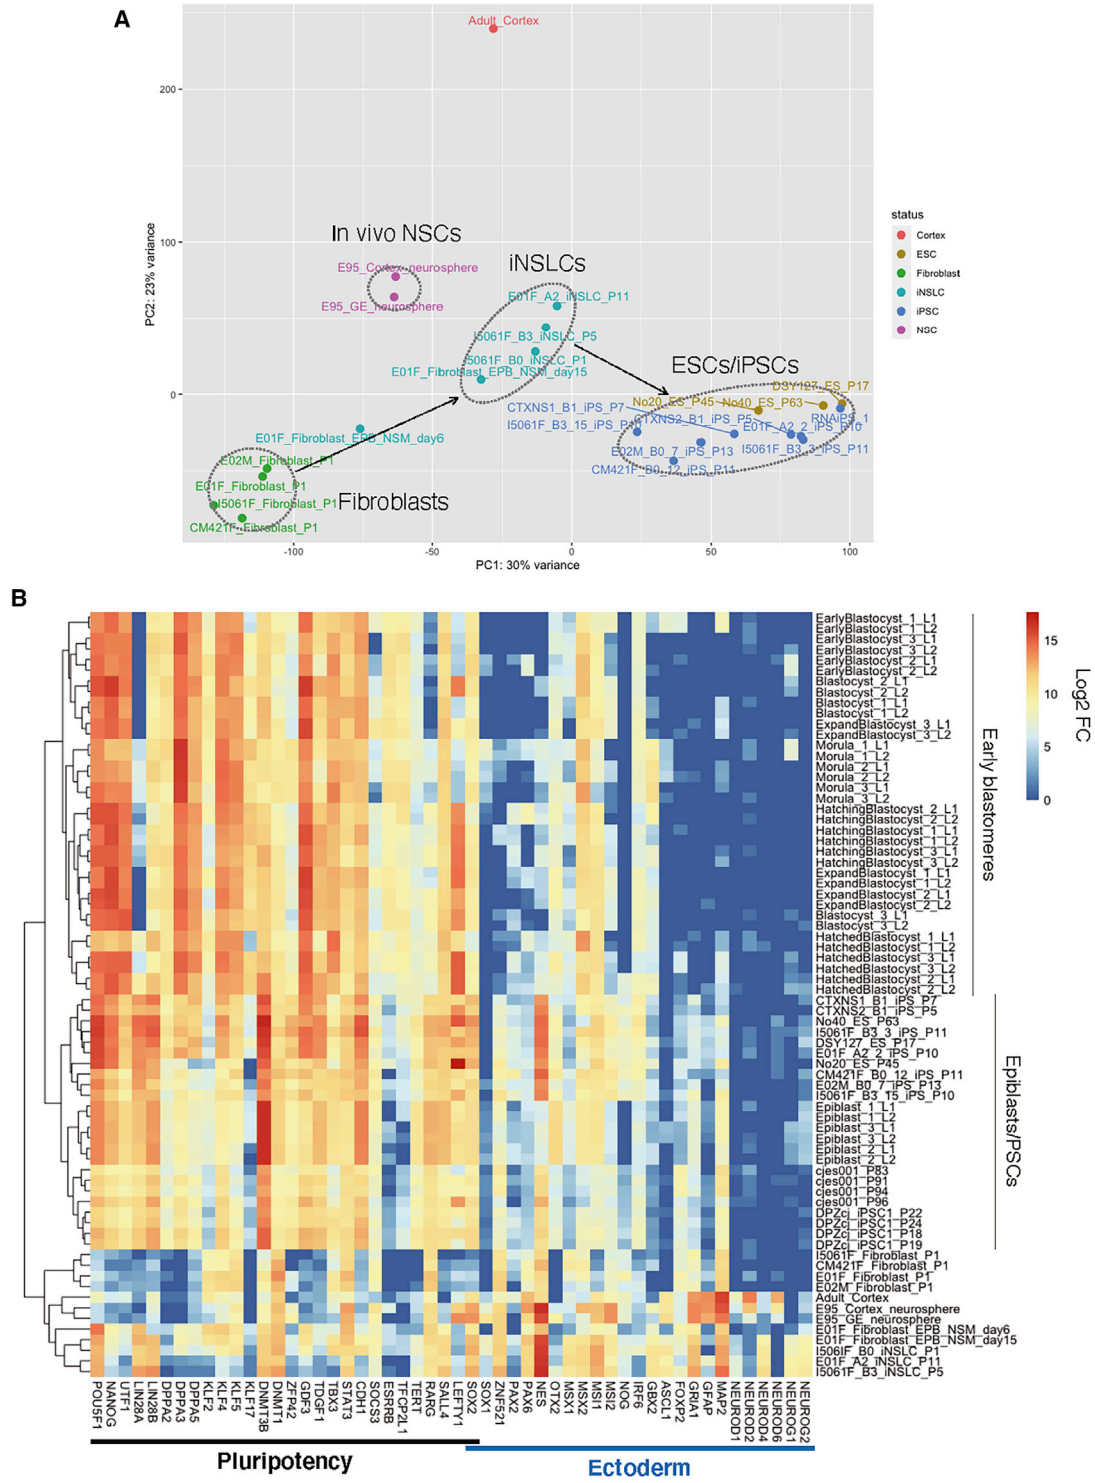 A
Adult_Cortex
200
In vivo NSCs
E95_Cortex_neurosphere
E95_GE_neurosphere
100
iNSLCs
E01F_A2_iNSLC_P11
I5061F_B3_iNSLC_P5
I5061F_B0_iNSLC_P1
E01F_Fibroblast_EPB_NSM_day15
0
ESCs/iPSCs
DSY127_ES_P17
No20_ES_P45
No40_ES_P63
CTXNS1_B1_iPS_P7
CTXNS2_B1_iPS_P5
RNAiPS_1
E01F_A2_2_iPS_P10
E02M_B0_7_iPS_P13
I5061F_B3_3_iPS_P11
CM421F_B0_12_iPS_P11
E01F_Fibroblast_EPB_NSM_day6
E02M_Fibroblast_P1
E01F_Fibroblast_P1
I5061F_Fibroblast_P1
CM421F_Fibroblast_P1
Fibroblasts
PC2: 23% variance
-100
-50
0
50
100
PC1: 30% variance
status
Cortex
ESC
Fibroblast
iNSLC
iPSC
NSC
B
EarlyBlastocyst_1_L1
EarlyBlastocyst_1_L2
EarlyBlastocyst_3_L1
EarlyBlastocyst_3_L2
EarlyBlastocyst_2_L1
EarlyBlastocyst_2_L2
Blastocyst_2_L1
Blastocyst_2_L2
Blastocyst_1_L1
Blastocyst_1_L2
ExpandBlastocyst_3_L1
ExpandBlastocyst_3_L2
Morula_1_L1
Morula_1_L2
Morula_2_L1
Morula_2_L2
Morula_3_L1
Morula_3_L2
HatchingBlastocyst_2_L1
HatchingBlastocyst_2_L2
HatchingBlastocyst_1_L1
HatchingBlastocyst_1_L2
HatchingBlastocyst_3_L1
HatchingBlastocyst_3_L2
ExpandBlastocyst_1_L1
ExpandBlastocyst_1_L2
ExpandBlastocyst_2_L1
ExpandBlastocyst_2_L2
Blastocyst_3_L1
Blastocyst_3_L2
HatchedBlastocyst_1_L1
HatchedBlastocyst_1_L2
HatchedBlastocyst_3_L1
HatchedBlastocyst_3_L2
HatchedBlastocyst_2_L1
HatchedBlastocyst_2_L2
CTXNS1_B1_iPS_P7
CTXNS2_B1_iPS_P5
No40_ES_P63
I5061F_B3_3_iPS_P11
DSY127_ES_P17
E01F_A2_2_iPS_P10
No20_ES_P45
CM421F_B0_12_iPS_P11
E02M_B0_7_iPS_P13
I5061F_B3_15_iPS_P10
Epiblast_1_L1
Epiblast_1_L2
Epiblast_3_L1
Epiblast_3_L2
Epiblast_2_L1
Epiblast_2_L2
cjes001_P83
cjes001_P91
cjes001_P94
cjes001_P96
DPZcj_iPSC1_P22
DPZcj_iPSC1_P24
DPZcj_iPSC1_P18
DPZcj_iPSC1_P19
I5061F_Fibroblast_P1
CM421F_Fibroblast_P1
E01F_Fibroblast_P1
E02M_Fibroblast_P1
Adult_Cortex
E95_Cortex_neurosphere
E95_GE_neurosphere
E01F_Fibroblast_EPB_NSM_day6
E01F_Fibroblast_EPB_NSM_day15
I506IF_B0_iNSLC_P1
E01F_A2_iNSLC_P11
I5061F_B3_iNSLC_P5
Early blastomeres
Epiblasts/PSCs
15
10
5
0
Log2 FC
POU5F1
NANOG
UTF1
LIN28A
LIN28B
DPPA2
DPPA3
DPPA5
KLF2
KLF4
KLF5
KLF17
DNMT3B
DNMT1
ZFP42
GDF3
TDGF1
TBX3
STAT3
CDH1
SOCS3
ESRRB
TFCP2L1
TERT
RARG
SALL4
LEFTY1
SOX2
SOX1
ZNF521
PAX2
PAX6
NES
OTX2
MSX1
MSX2
MSI1
MSI2
NOG
IRF6
GBX2
ASCL1
FOXP2
GRIA1
GFAP
MAP2
NEUROD1
NEUROD2
NEUROD4
NEUROD6
NEUROG1
NEUROG2
Pluripotency
Ectoderm